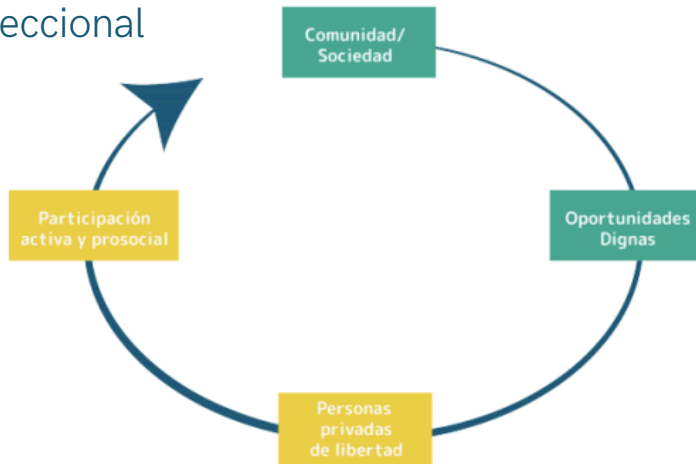 eccional
Comunidad/
Sociedad
Oportunidades
Dignas
Personas
privadas
de libertad
Participación
activa y prosocial